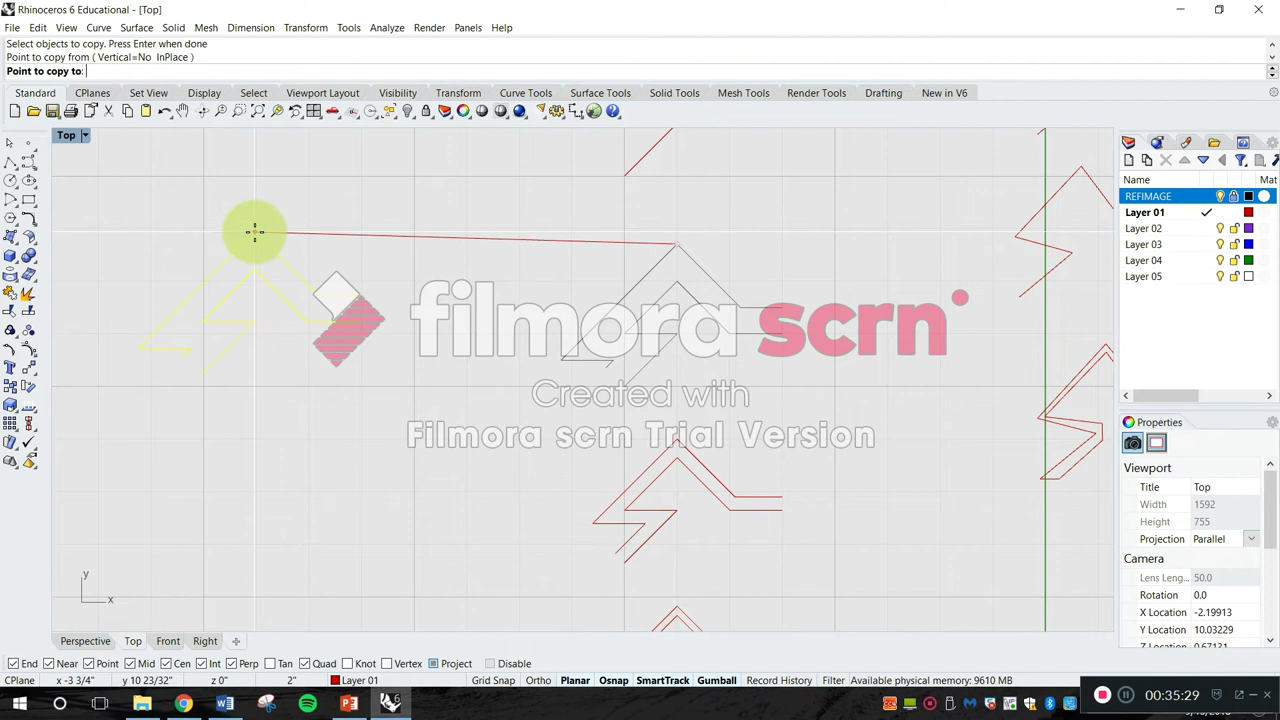 Rhinoceros 6 Educational - [Top]
File Edit View Curve Surface Solid Mesh Dimension Transform Tools Analyze Render Panels Help
Select objects to copy. Press Enter when done
Point to copy from ( Vertical=No InPlace )
Point to copy to:
Standard CPlanes Set View Display Select Viewport Layout Visibility Transform Curve Tools Surface Tools Solid Tools Mesh Tools Render Tools Drafting New in V6
Top
Name Mat
REFIMAGE
Layer 01
Layer 02
Layer 03
Layer 04
Layer 05
filmora scrn
Created with
Filmora scrn Trial Version
Properties
Viewport
Title Top
Width 1592
Height 755
Projection Parallel
Camera
Lens Leng... 50.0
Rotation 0.0
X Location -2.19913
Y Location 10.03229
y
x
Perspective Top Front Right
End Near Point Mid Cen Int Perp Tan Quad Knot Vertex Project Disable
CPlane x -3 3/4" y 10 23/32" z 0" 2" Layer 01 Grid Snap Ortho Planar Osnap SmartTrack Gumball Record History Filter Available physical memory: 9610 MB
00:35:29